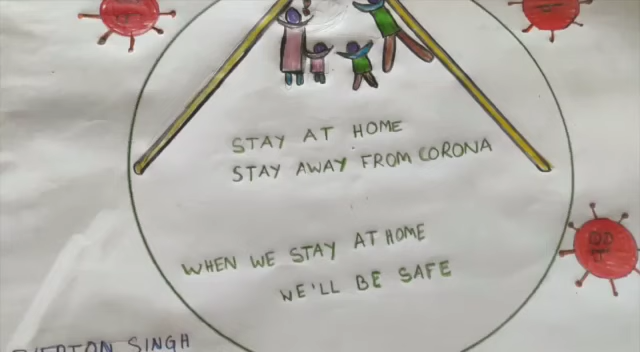 STAY AT HOME
STAY AWAY FROM CORONA
WHEN WE STAY AT HOME
WE'LL BE SAFE
SINGH